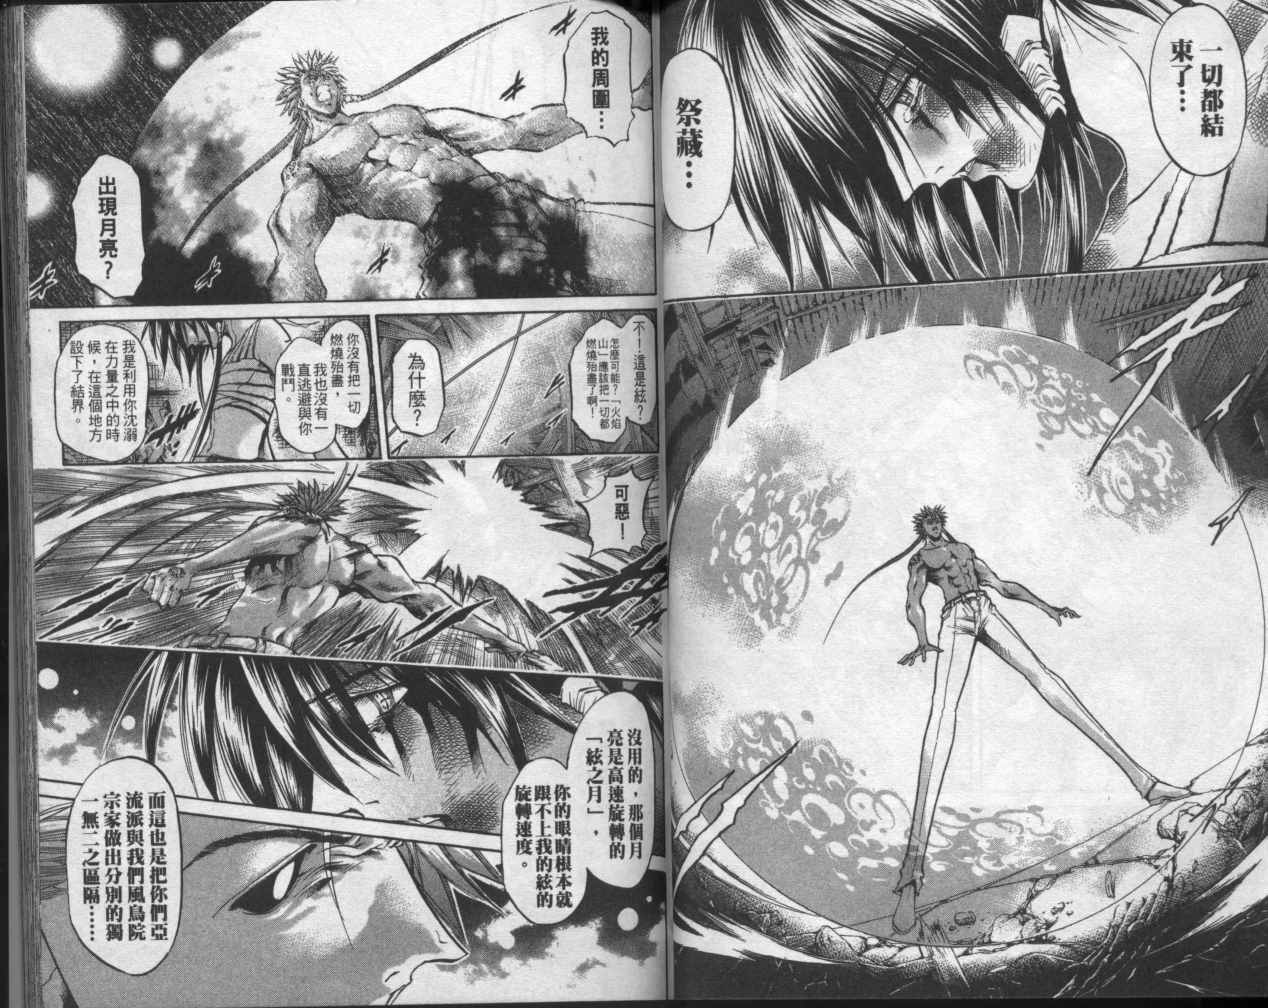 一切都結
束了…
祭藏…
我的周圍…
出現月亮？
不！這是絃？
怎麼可能？「火焰
山」應該把一切都
燃燒殆盡了啊！
為什麼？
你沒有把一切
燃燒殆盡，
我也沒有一
直逃避與你
戰鬥。
我是利用你沈溺
在力量之中的時
候，在這個地方
設下了結界。
可惡！
沒用的，那個月
亮是高速旋轉的
「絃之月」，
你的眼睛根本就
跟不上我的絃的
旋轉速度。
而這也是把你們亞
流派與我們風鳥院
宗家做出分別的獨
一無二之區隔……